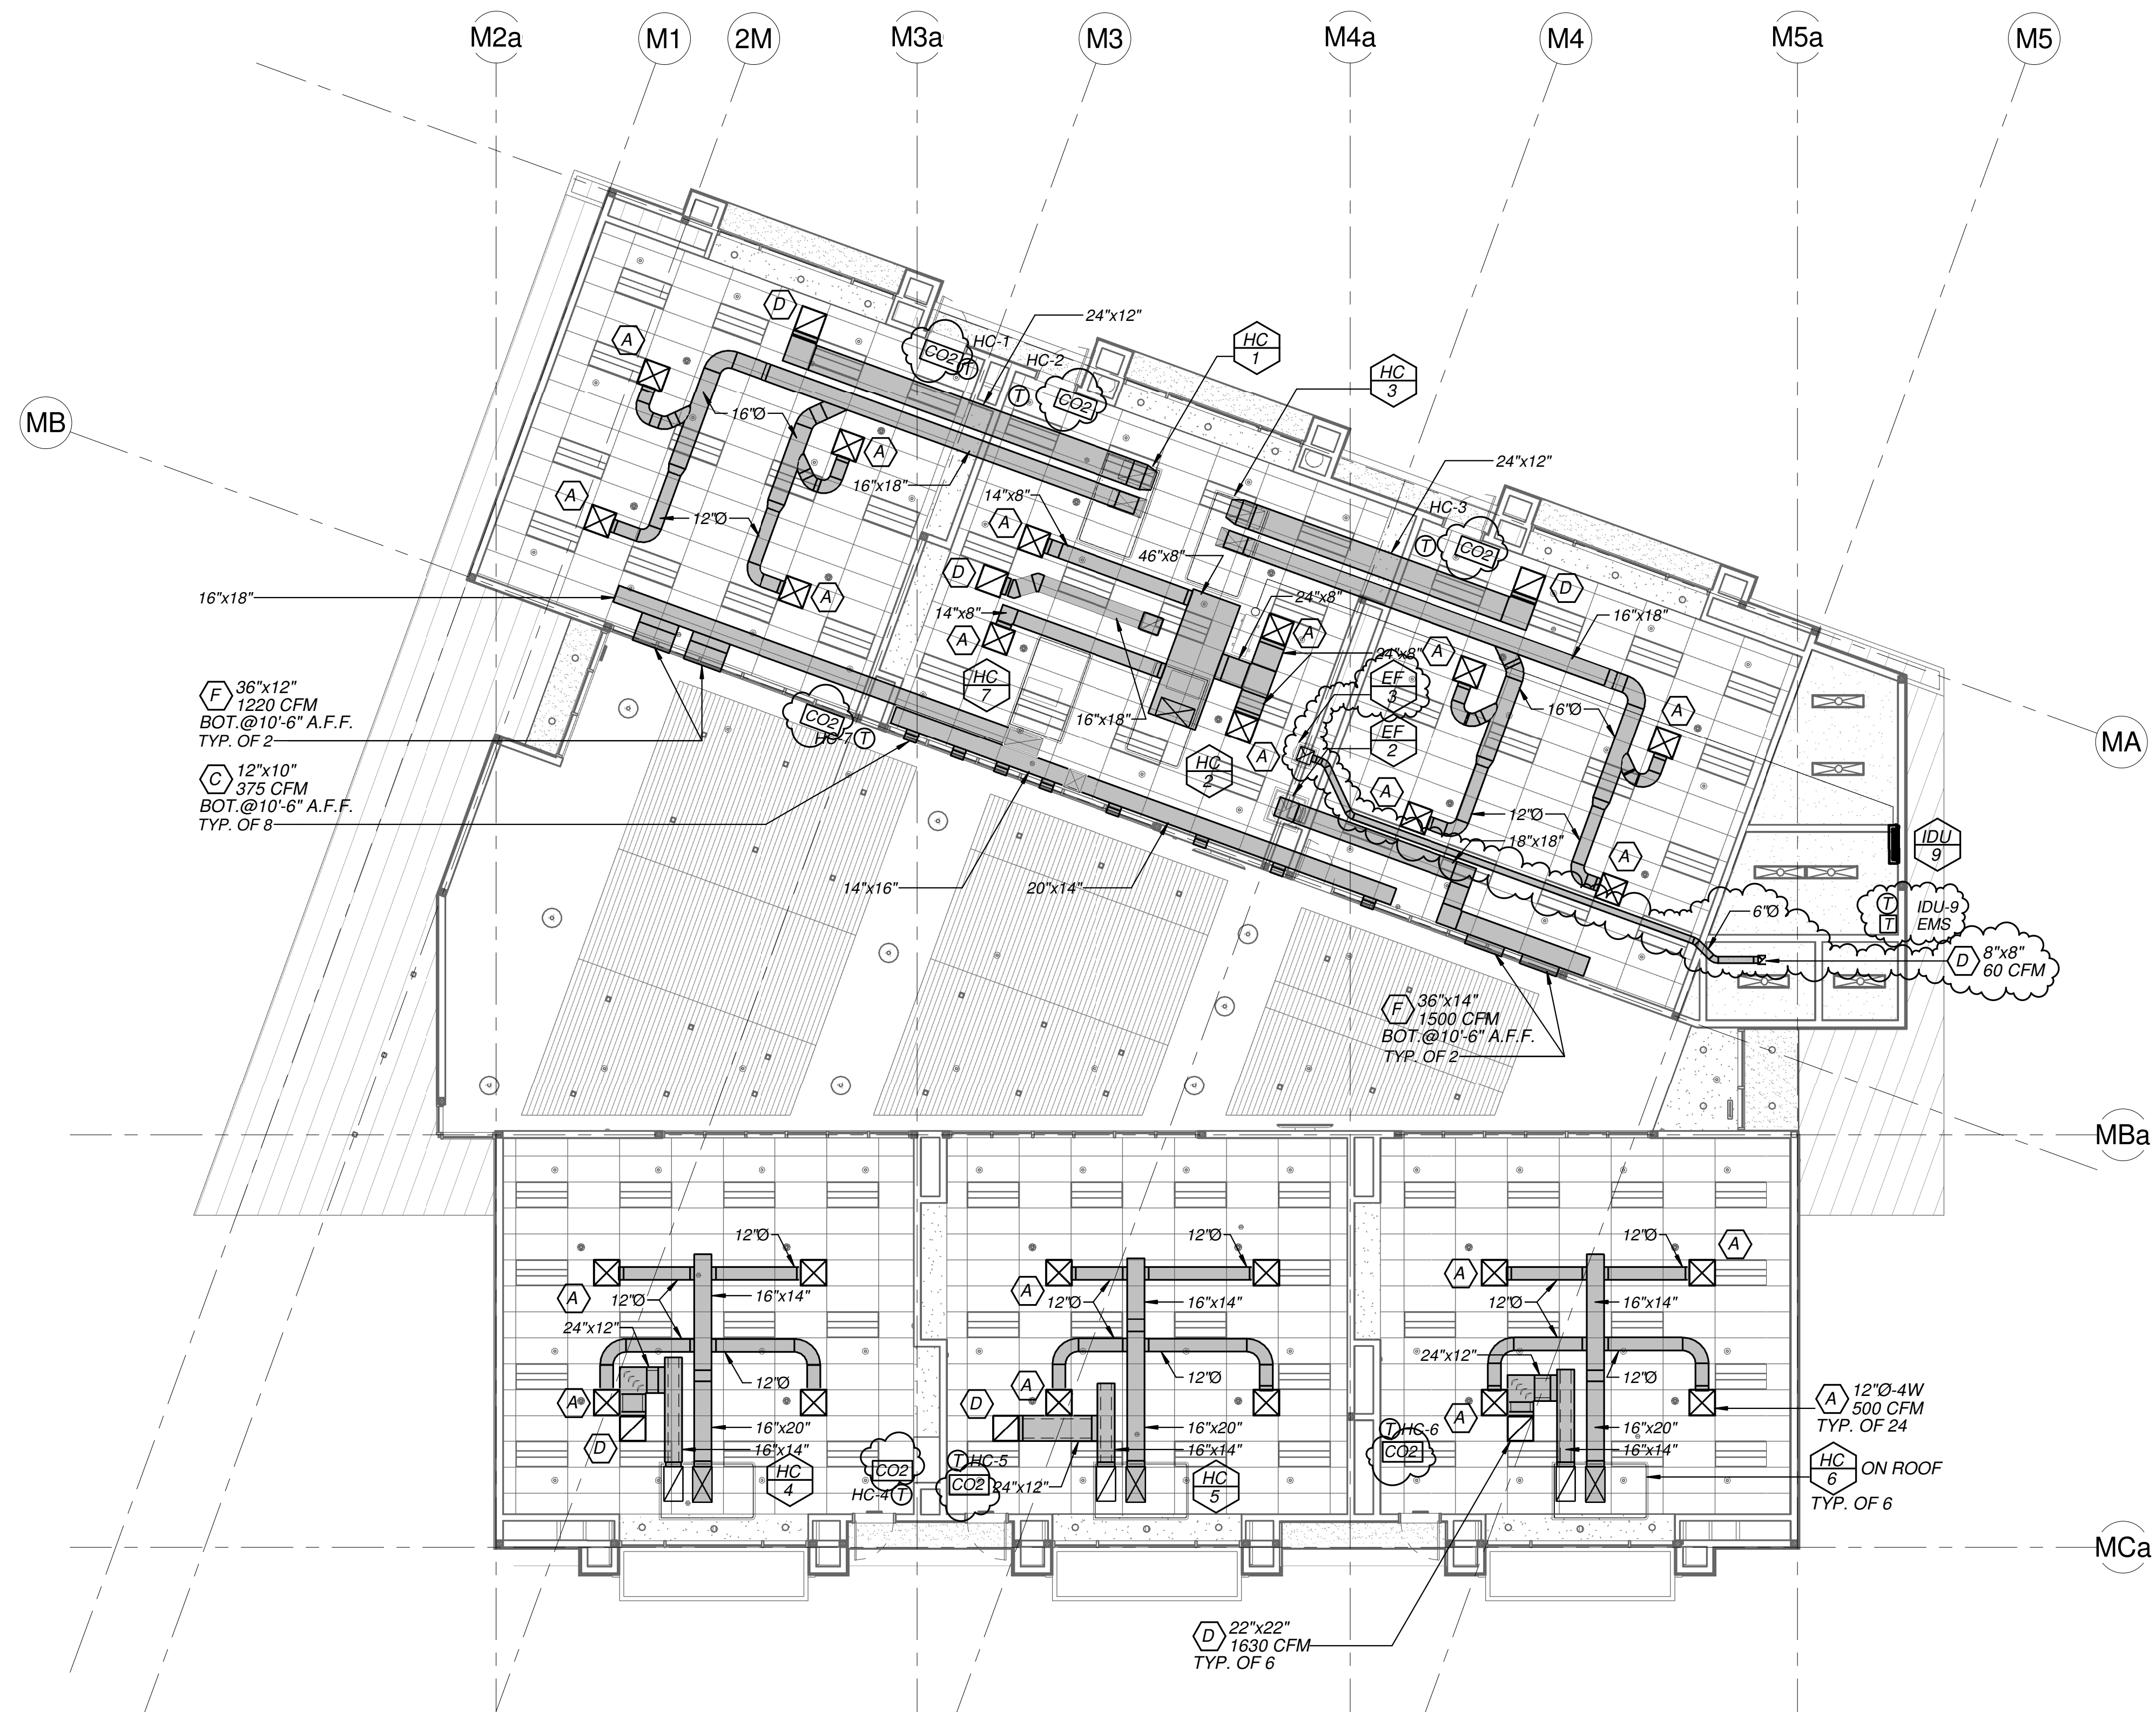 M2a
M1
2M
M3a
M3
M4a
M4
M5a
M5
MB
MA
MBa
MCa
D
A
CO2
T
HC-1
HC-2
T
CO2
24"x12"
HC
1
HC
3
16"Ø
A
16"x18"
A
12"Ø
A
14"x8"
A
46"x8"
D
14"x8"
A
24"x8"
A
24"x8"
24"x12"
HC-3
T
CO2
D
16"x18"
A
16"Ø
A
16"x18"
HC
7
EF
3
EF
2
16"x18"
A
HC
2
A
12"Ø
18"x18"
A
F
36"x12"
1220 CFM
BOT.@10'-6" A.F.F.
TYP. OF 2
CO2
HC-7
T
C
12"x10"
375 CFM
BOT.@10'-6" A.F.F.
TYP. OF 8
14"x16"
20"x14"
IDU
9
T
IDU-9
T
EMS
6"Ø
D
8"x8"
60 CFM
F
36"x14"
1500 CFM
BOT.@10'-6" A.F.F.
TYP. OF 2
12"Ø
A
12"Ø
16"x14"
24"x12"
A
12"Ø
D
16"x20"
16"x14"
HC
4
CO2
HC-4
T
12"Ø
A
12"Ø
16"x14"
A
12"Ø
D
16"x20"
16"x14"
T
HC-5
CO2
24"x12"
HC
5
12"Ø
A
A
12"Ø
16"x14"
24"x12"
12"Ø
A
16"x20"
16"x14"
T
HC-6
CO2
A
12"Ø-4W
500 CFM
TYP. OF 24
HC
6
ON ROOF
TYP. OF 6
D
22"x22"
1630 CFM
TYP. OF 6